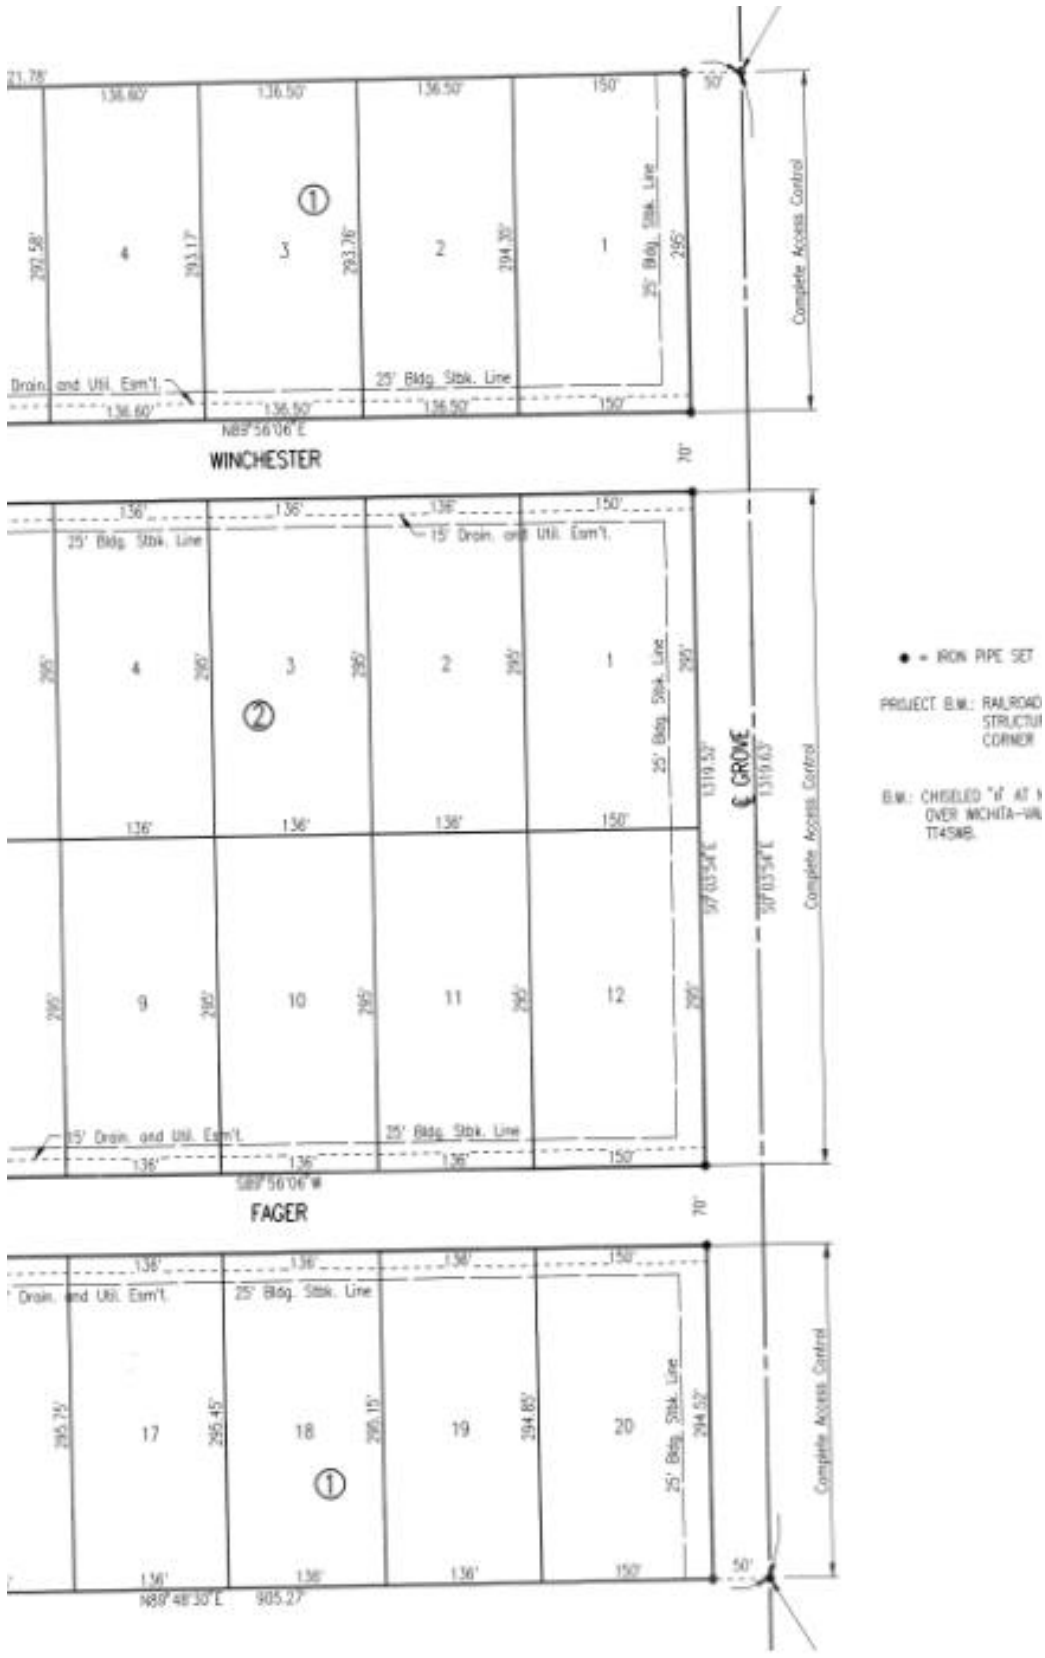 21.78'
136.60'
136.50'
136.50'
150'
50'
1
292.58'
4
293.17'
3
293.76'
2
294.35'
1
25' Bldg. Stbk. Line
295'
Complete Access Control
Drain. and Util. Esm't.
25' Bldg. Stbk. Line
136.60'
136.50'
136.50'
150'
N89°56'06"E
WINCHESTER
70'
136'
136'
136'
150'
25' Bldg. Stbk. Line
15' Drain. and Util. Esm't.
295'
4
295'
3
295'
2
295'
1
25' Bldg. Stbk. Line
295'
2
136'
136'
136'
150'
1319.52'
S0°03'54"E
℄ GROVE
1319.63'
S0°03'54"E
Complete Access Control
● = IRON PIPE SET
PROJECT B.M.: RAILROAD
STRUCTUR
CORNER
B.M.: CHISELED AT N
OVER WICHITA-VAL
295'
9
295'
10
295'
11
295'
12
295'
15' Drain. and Util. Esm't.
25' Bldg. Stbk. Line
136'
136'
136'
150'
S89°56'06"W
FAGER
70'
136'
136'
136'
150'
' Drain. and Util. Esm't.
25' Bldg. Stbk. Line
295.75'
17
295.45'
18
295.15'
19
294.85'
20
25' Bldg. Stbk. Line
294.52'
Complete Access Control
1
136'
136'
136'
150'
50'
N89°48'30"E 905.27'